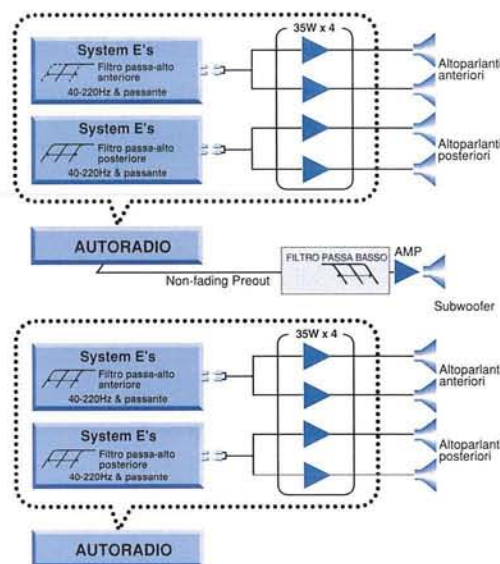 35W x 4
System E's
Filtro passa-alto
anteriore
40-220Hz & passante
System E's
Filtro passa-alto
posteriore
40-220Hz & passante
Altoparlanti
anteriori
Altoparlanti
posteriori
AUTORADIO
Non-fading Preout
FILTRO PASSA BASSO
AMP
Subwoofer
35W x 4
System E's
Filtro passa-alto
anteriore
40-220Hz & passante
System E's
Filtro passa-alto
posteriore
40-220Hz & passante
Altoparlanti
anteriori
Altoparlanti
posteriori
AUTORADIO